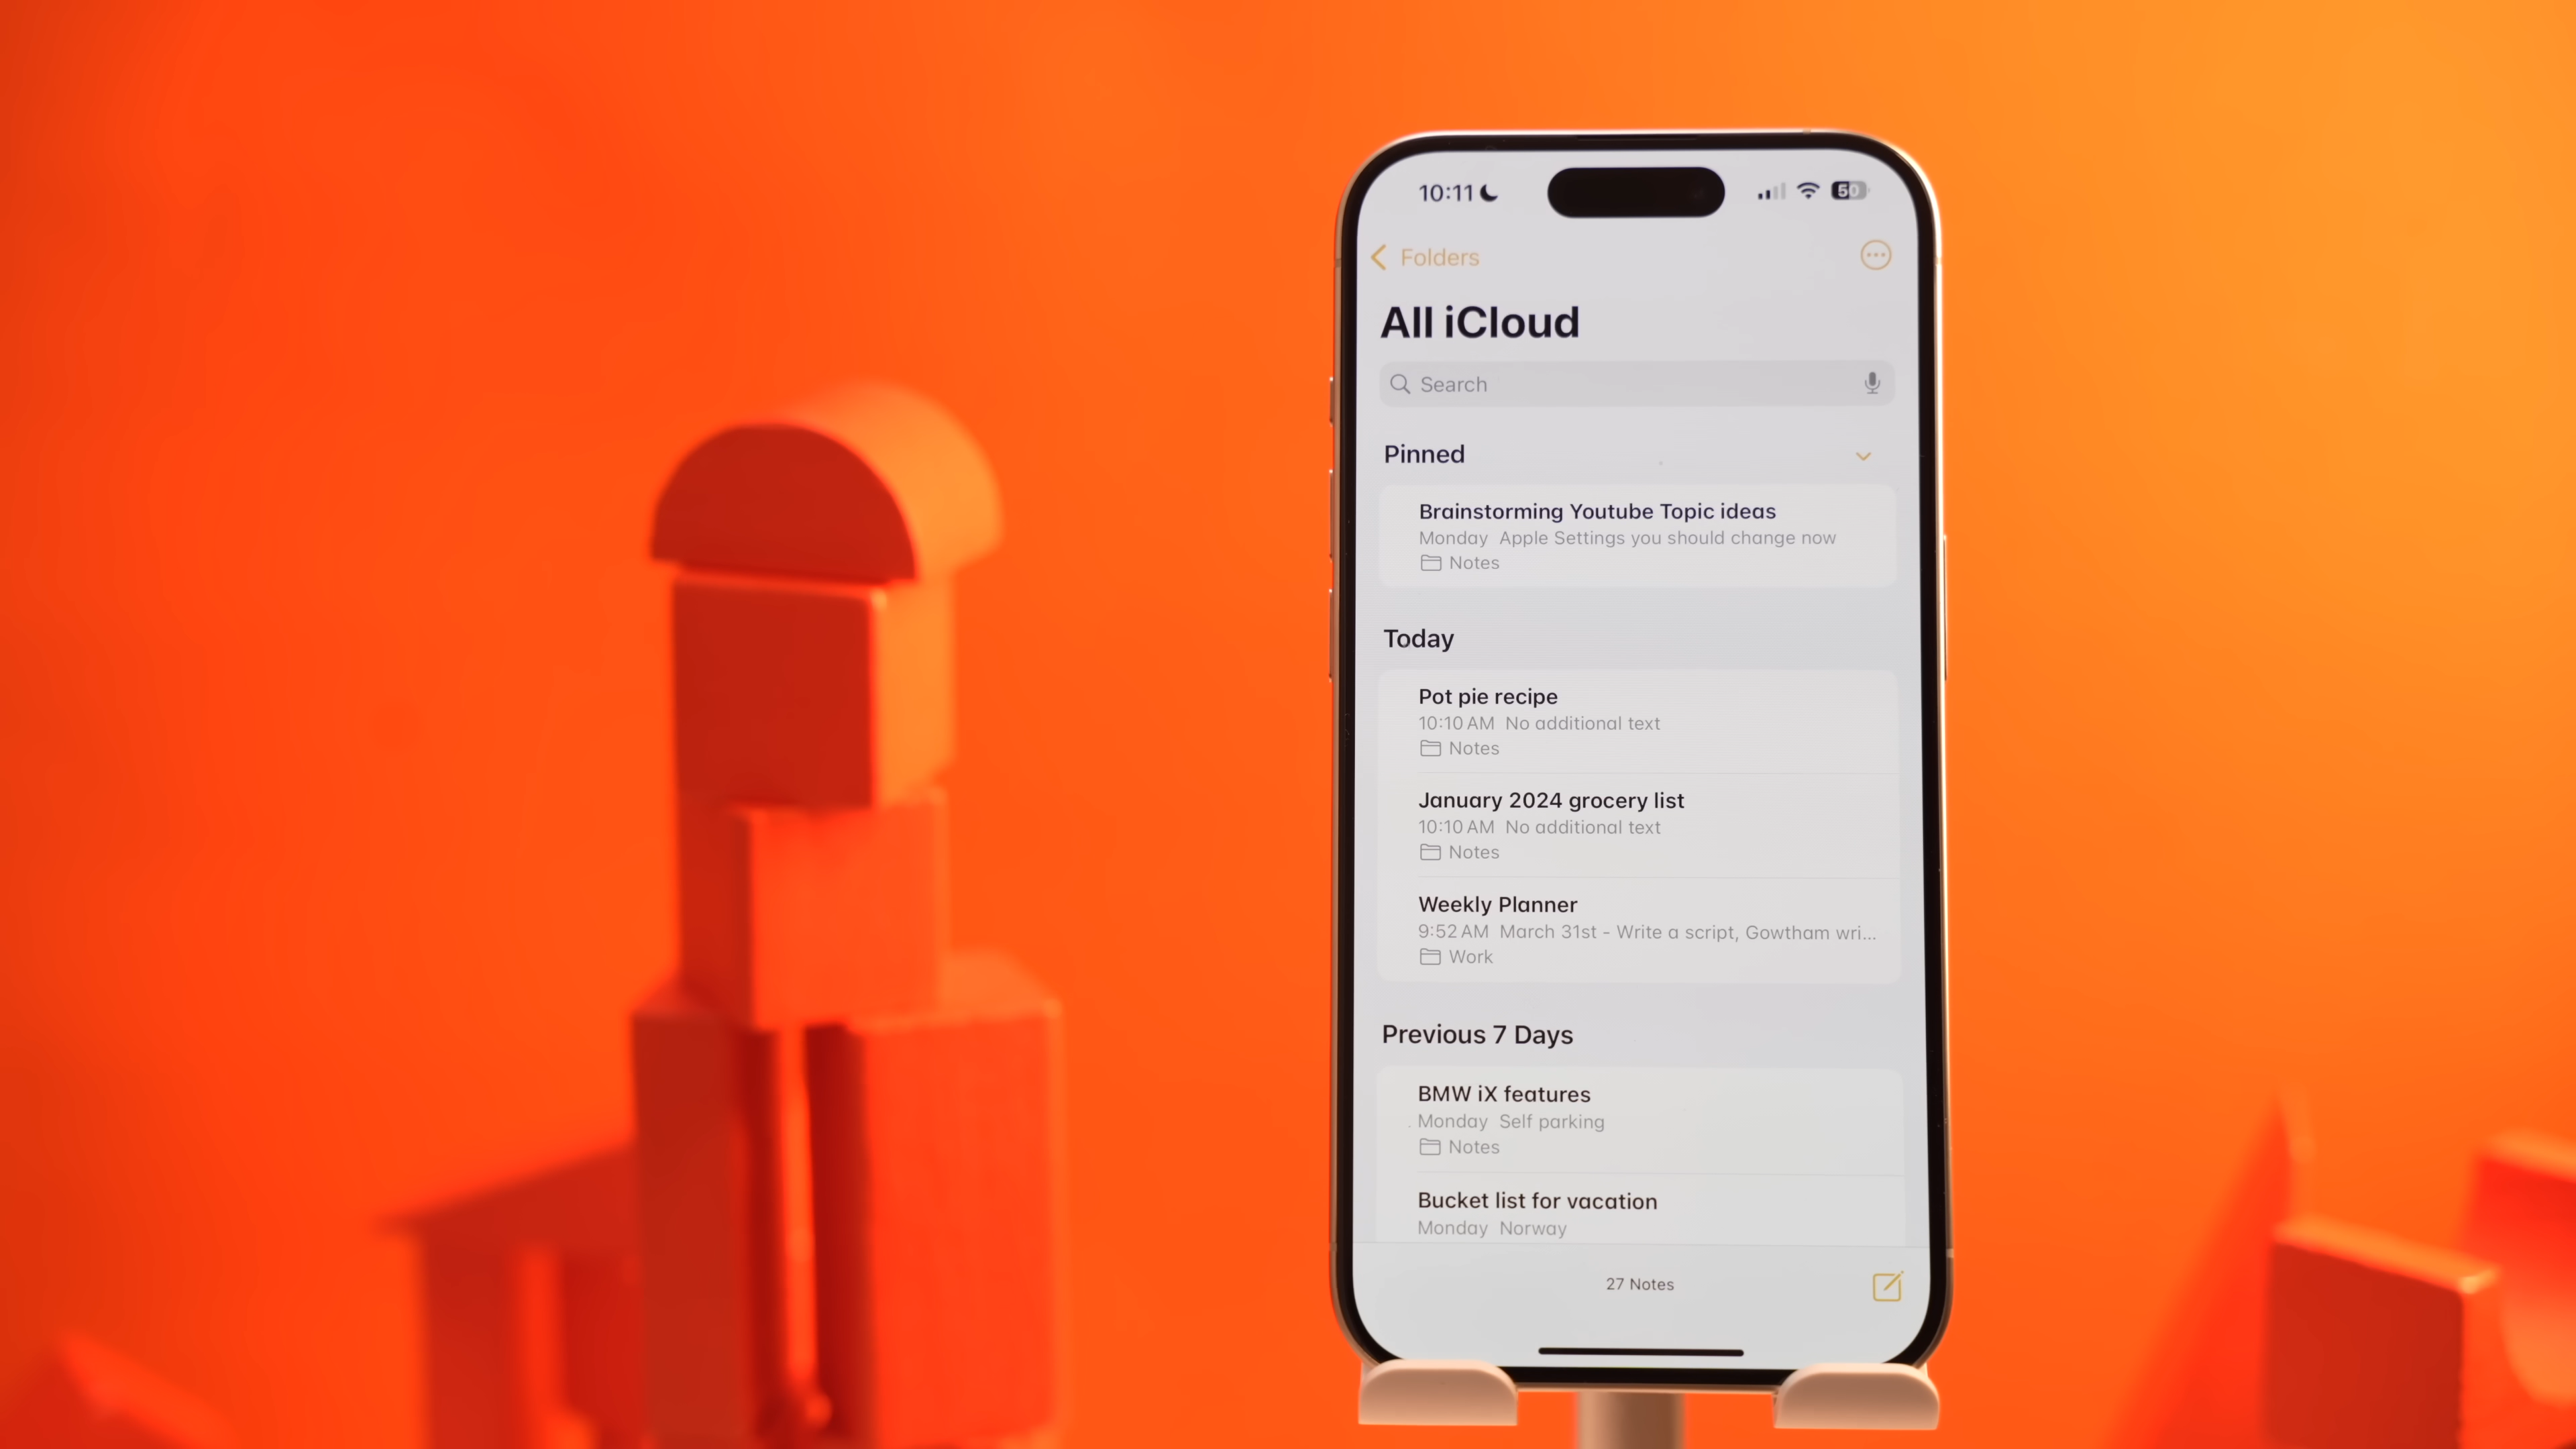 10:11
50
Folders
All iCloud
Search
Pinned
Brainstorming Youtube Topic ideas
Monday Apple Settings you should change now
Notes
Today
Pot pie recipe
10:10 AM No additional text
Notes
January 2024 grocery list
10:10 AM No additional text
Notes
Weekly Planner
9:52 AM March 31st - Write a script, Gowtham wri...
Work
Previous 7 Days
BMW iX features
Monday Self parking
Notes
Bucket list for vacation
Monday Norway
27 Notes